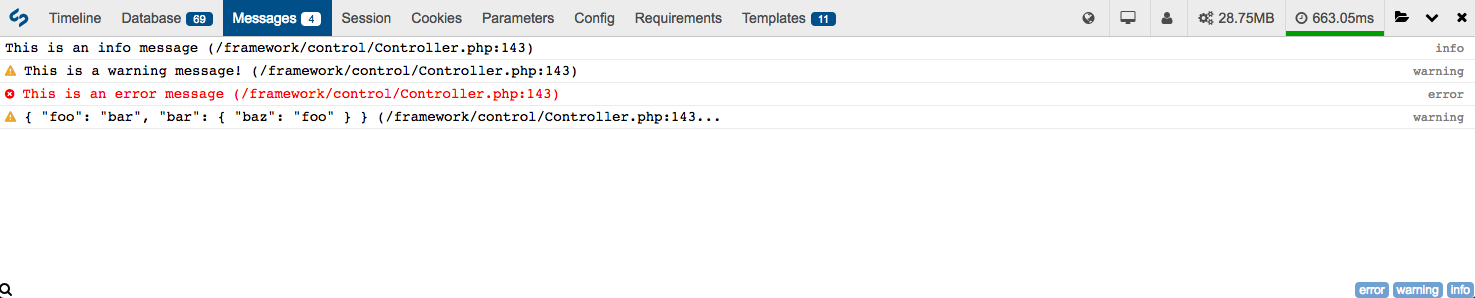 Timeline Database 69 Messages 4 Session Cookies Parameters Config Requirements Templates 11 28.75MB 663.05ms
This is an info message (/framework/control/Controller.php:143) info
This is a warning message! (/framework/control/Controller.php:143) warning
This is an error message (/framework/control/Controller.php:143) error
{ "foo": "bar", "bar": { "baz": "foo" } } (/framework/control/Controller.php:143... warning
error warning info